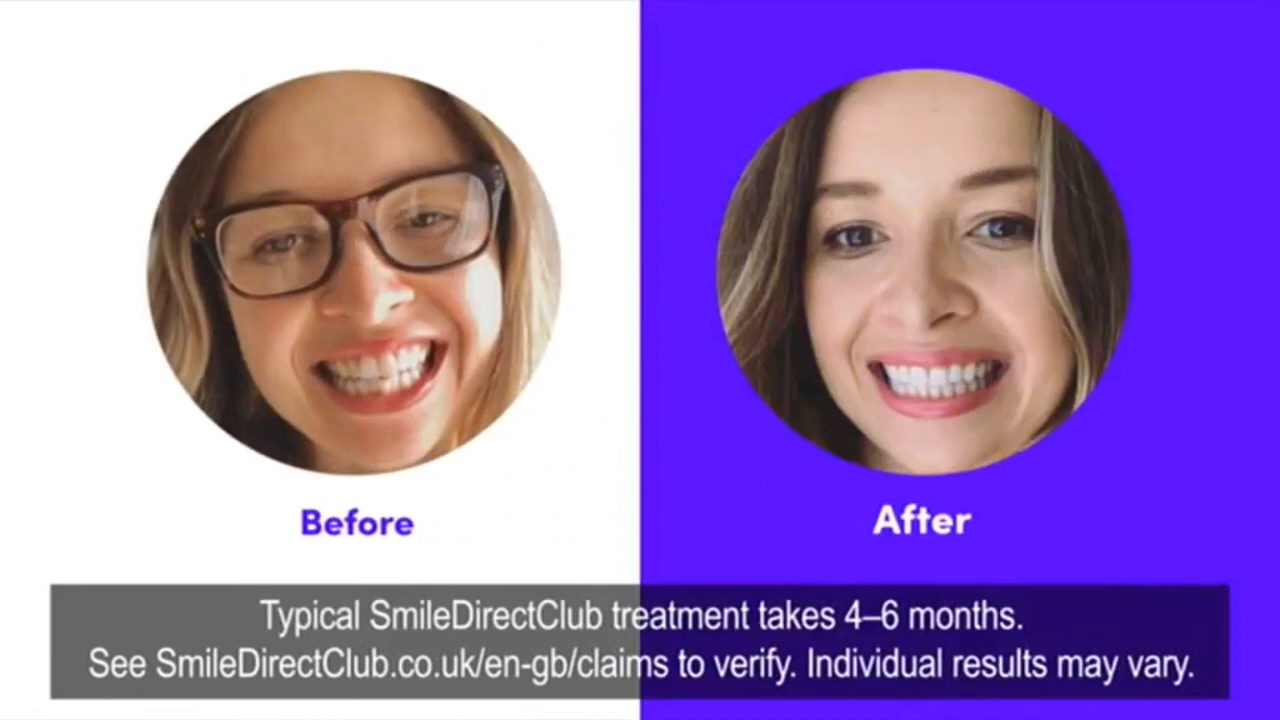 Before
After
Typical SmileDirectClub treatment takes 4–6 months.
See SmileDirectClub.co.uk/en-gb/claims to verify. Individual results may vary.